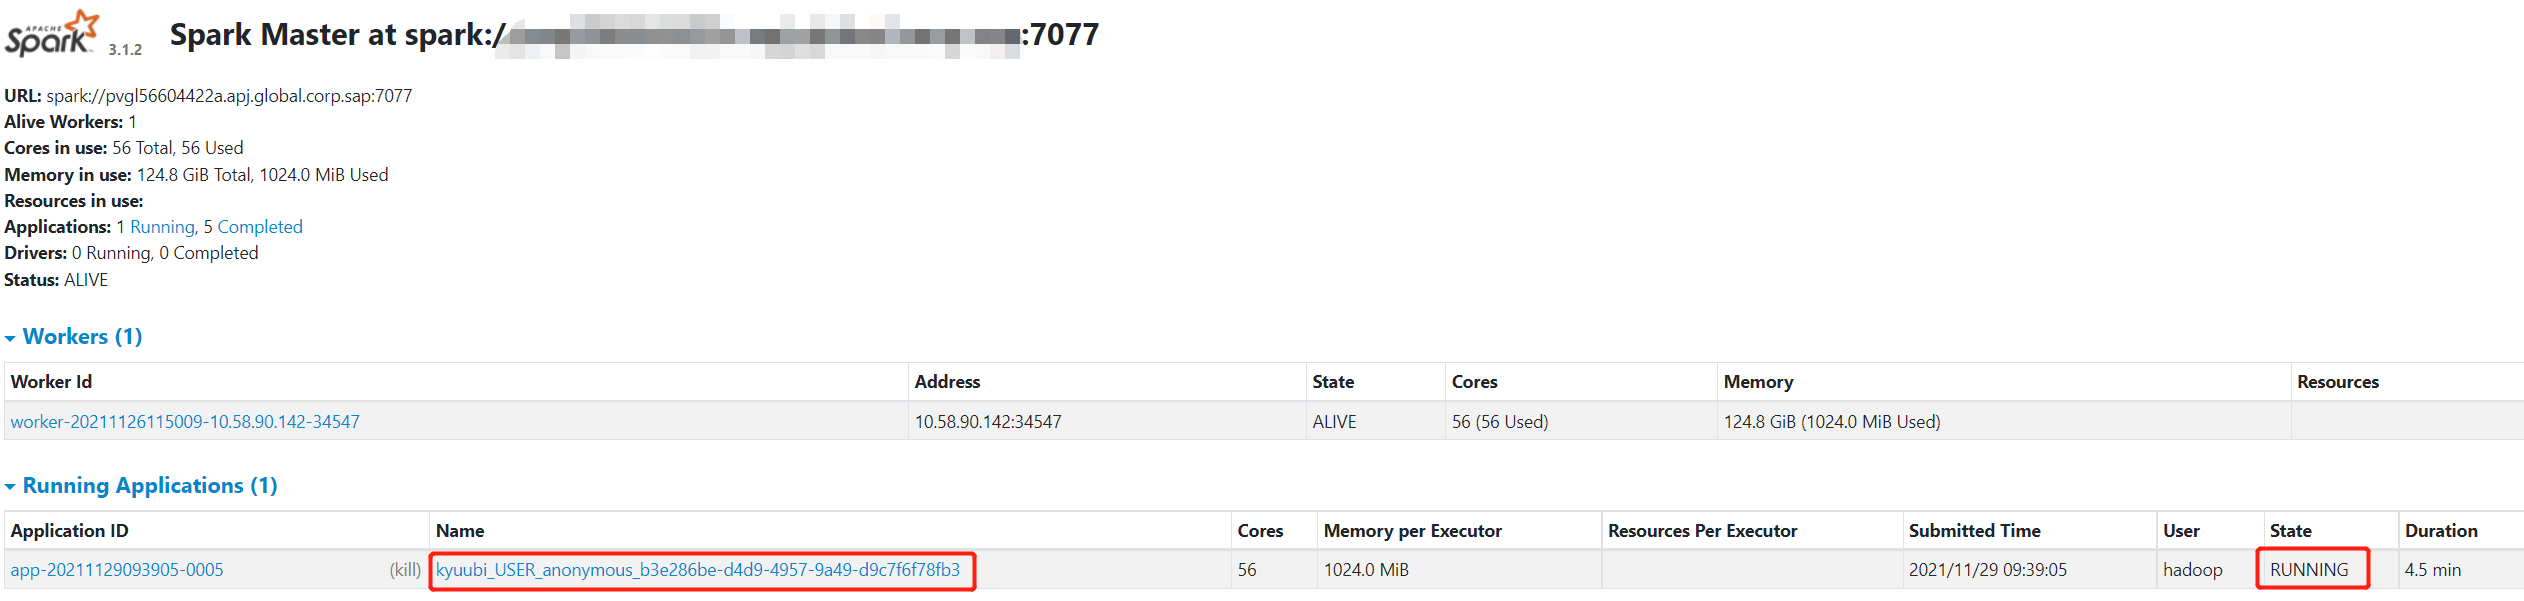 APACHE Spark 3.1.2 Spark Master at spark:/ :7077
URL: spark://pvgl56604422a.apj.global.corp.sap:7077
Alive Workers: 1
Cores in use: 56 Total, 56 Used
Memory in use: 124.8 GiB Total, 1024.0 MiB Used
Resources in use:
Applications: 1 Running, 5 Completed
Drivers: 0 Running, 0 Completed
Status: ALIVE
Workers (1)
Worker Id Address State Cores Memory Resources
worker-20211126115009-10.58.90.142-34547 10.58.90.142:34547 ALIVE 56 (56 Used) 124.8 GiB (1024.0 MiB Used)
Running Applications (1)
Application ID Name Cores Memory per Executor Resources Per Executor Submitted Time User State Duration
app-20211129093905-0005 (kill) kyuubi_USER_anonymous_b3e286be-d4d9-4957-9a49-d9c7f6f78fb3 56 1024.0 MiB 2021/11/29 09:39:05 hadoop RUNNING 4.5 min